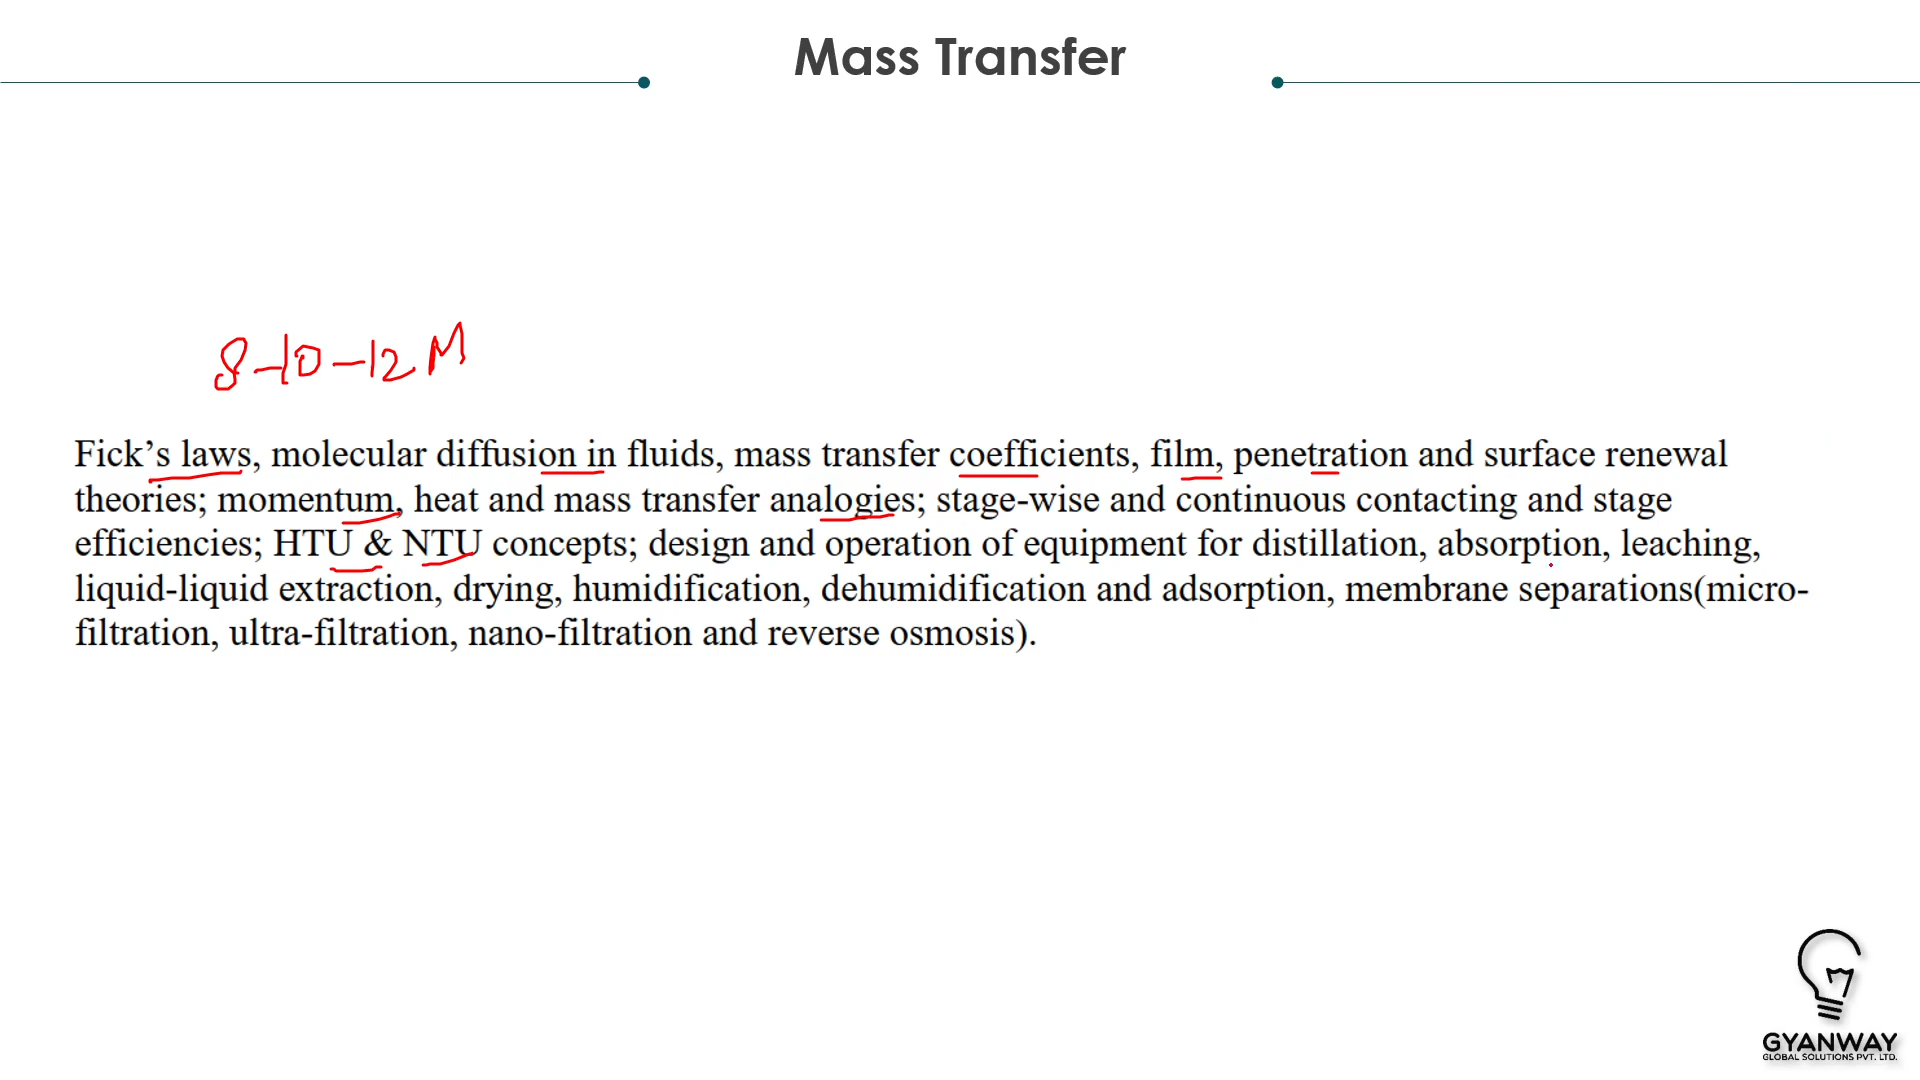 Mass Transfer
8-10-12 M
Fick’s laws, molecular diffusion in fluids, mass transfer coefficients, film, penetration and surface renewal
theories; momentum, heat and mass transfer analogies; stage-wise and continuous contacting and stage
efficiencies; HTU & NTU concepts; design and operation of equipment for distillation, absorption, leaching,
liquid-liquid extraction, drying, humidification, dehumidification and adsorption, membrane separations(micro-
filtration, ultra-filtration, nano-filtration and reverse osmosis).
GYANWAY
GLOBAL SOLUTIONS PVT. LTD.